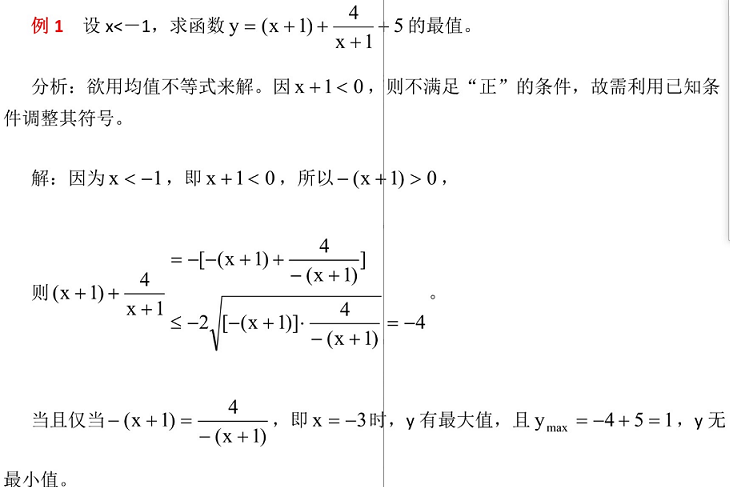 例1 设 x<－1，求函数 y = (x + 1) + \frac{4}{x + 1} + 5 的最值。
分析：欲用均值不等式来解。因 x + 1 < 0，则不满足“正”的条件，故需利用已知条
件调整其符号。
解：因为 x < −1，即 x + 1 < 0，所以 − (x + 1) > 0，
则 (x + 1) + \frac{4}{x + 1} = −[−(x + 1) + \frac{4}{− (x + 1)}]
≤ −2\sqrt{[−(x + 1)]· \frac{4}{− (x + 1)}} = −4 。
当且仅当 − (x + 1) = \frac{4}{− (x + 1)}，即 x = −3 时，y 有最大值，且 y_{max} = −4 + 5 = 1，y 无
最小值。